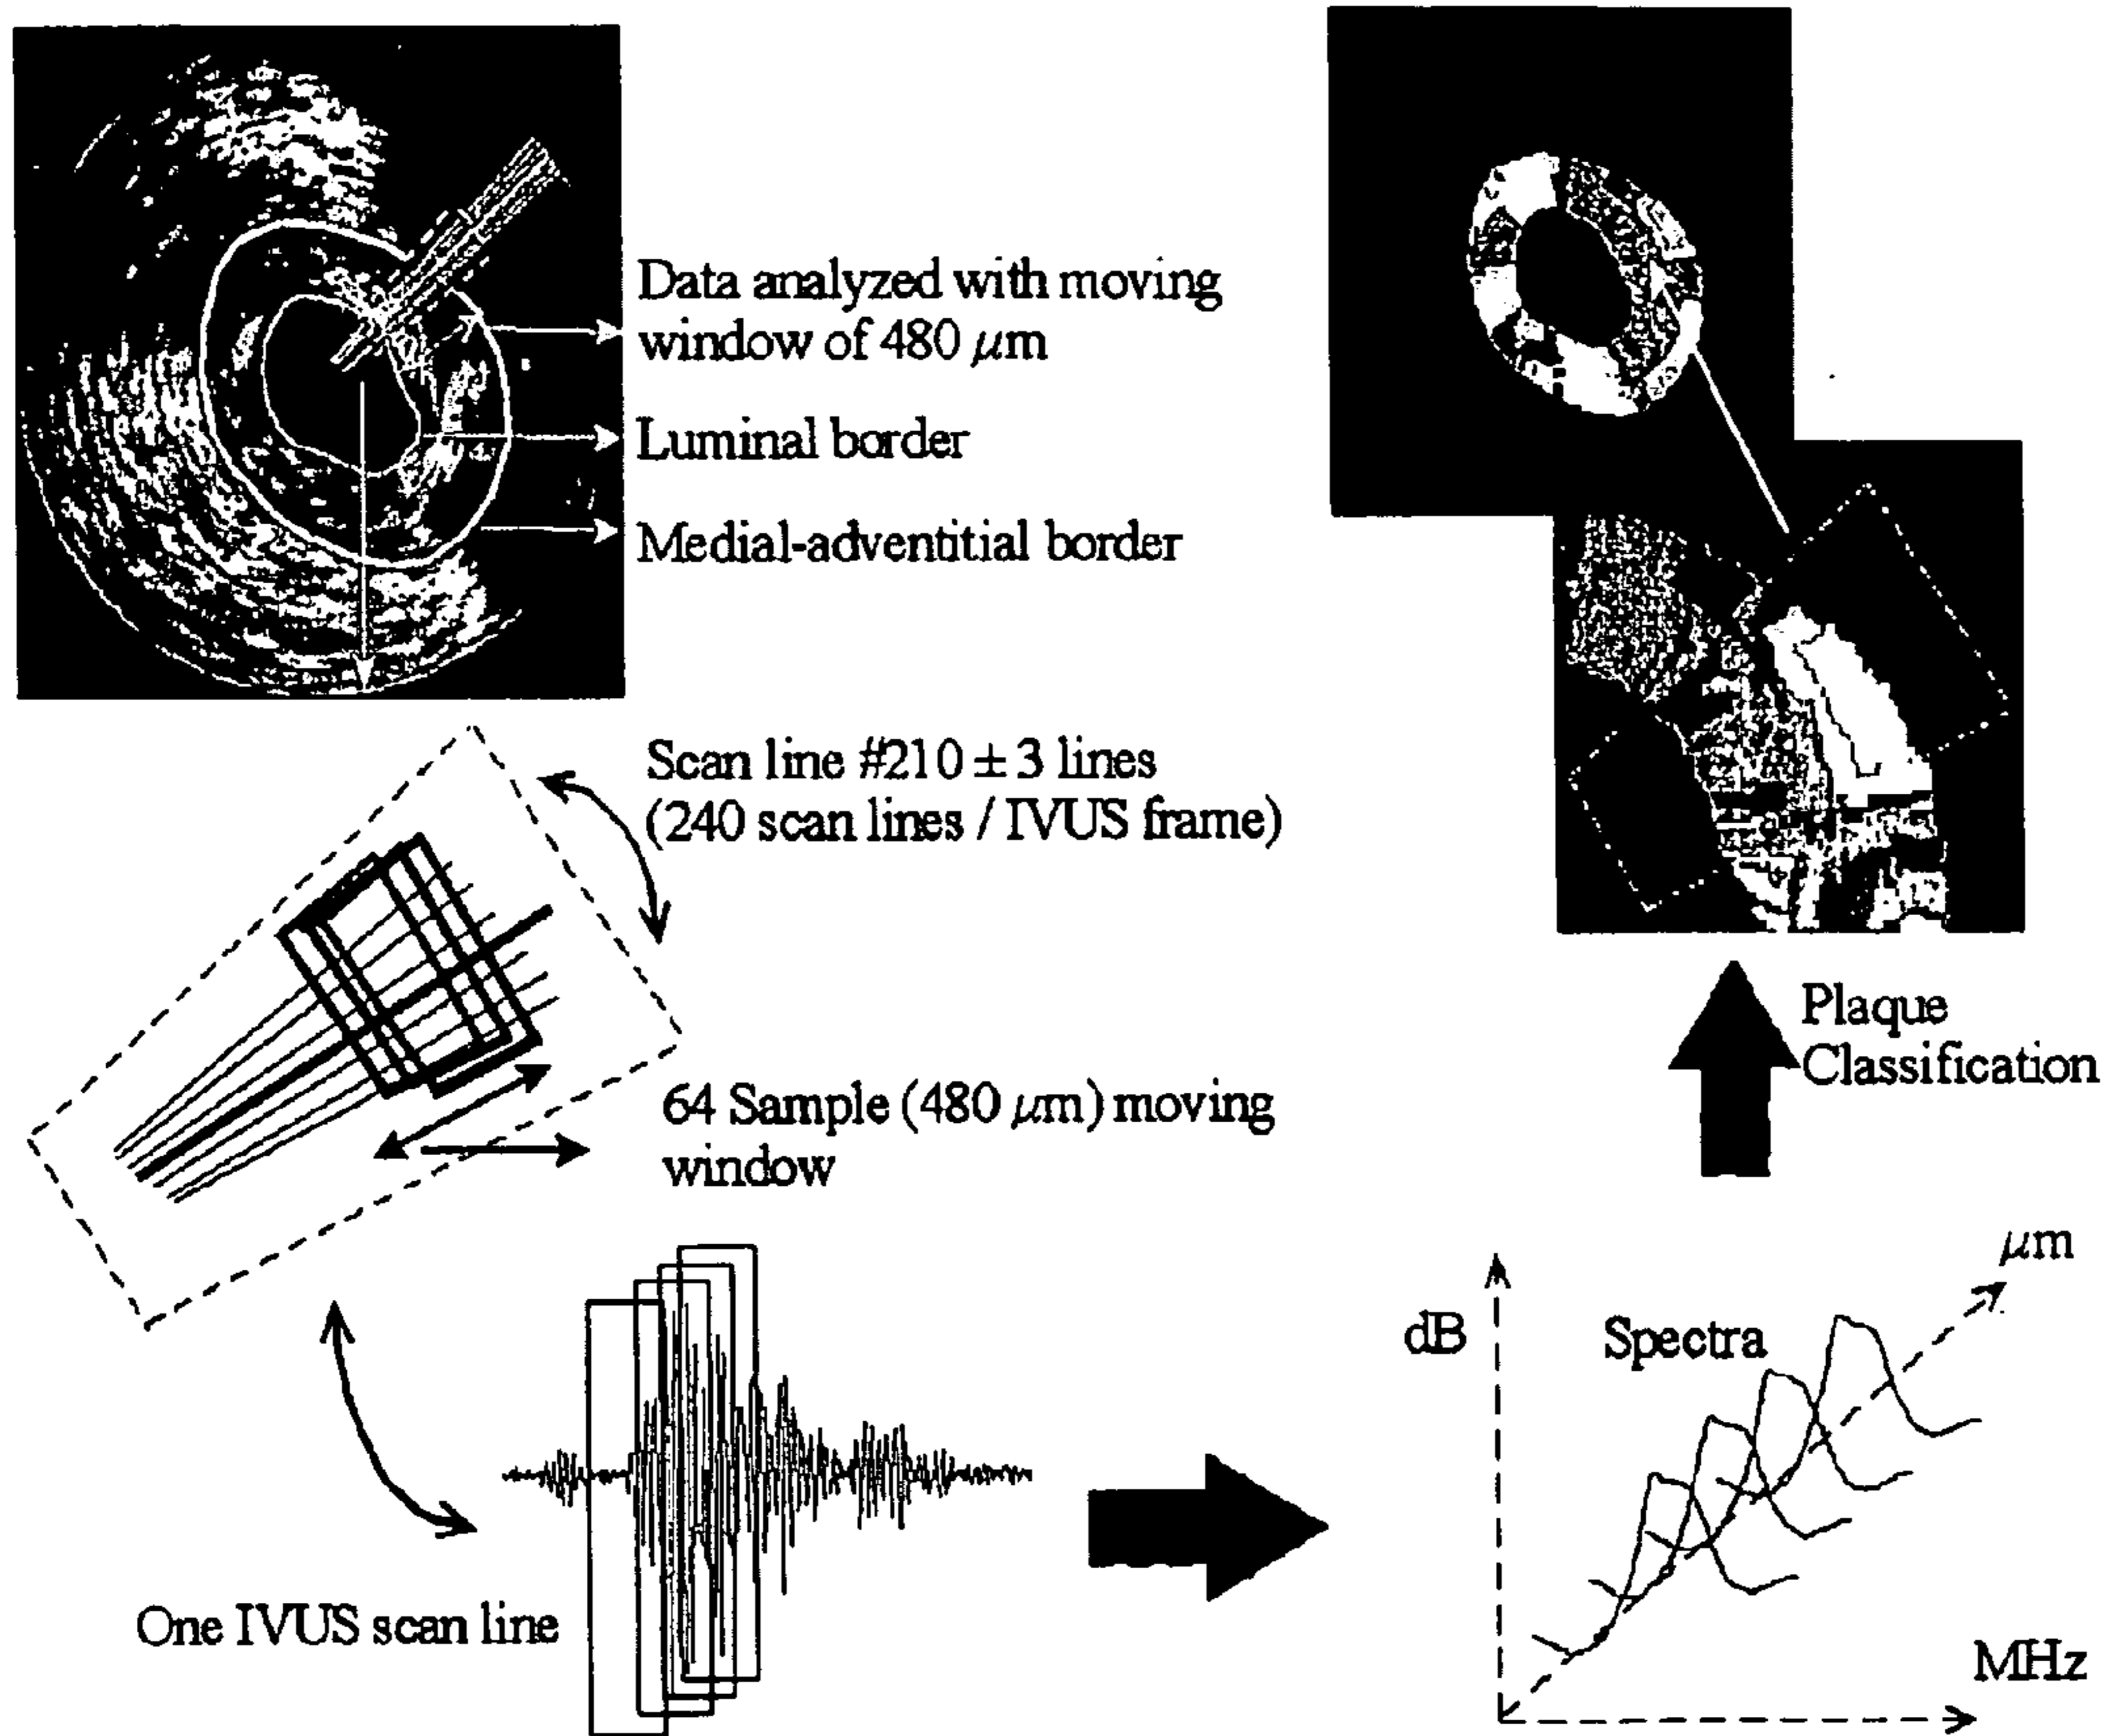 Data analyzed with moving
window of 480 μm
Luminal border
Medial-adventitial border
Scan line #210 ± 3 lines
(240 scan lines / IVUS frame)
64 Sample (480 μm) moving
window
One IVUS scan line
Plaque
Classification
μm
dB
Spectra
MHz